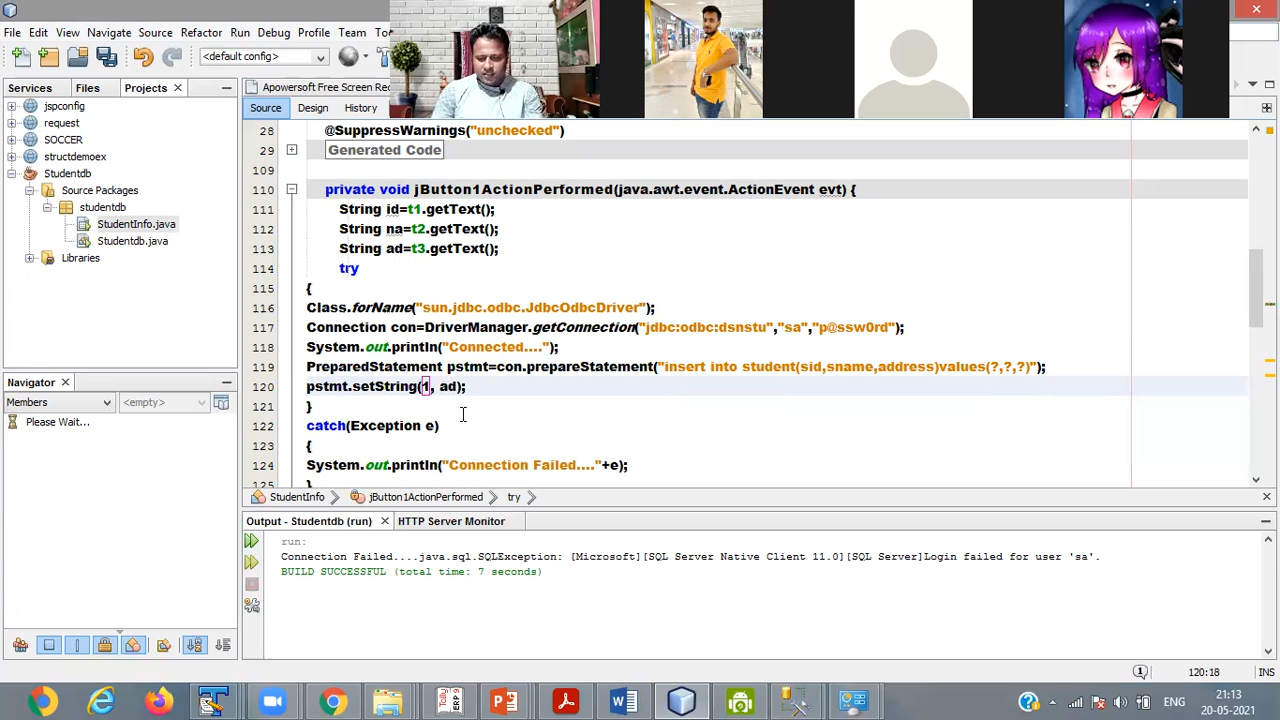 File Edit View Navigate Source Refactor Run Debug Profile Team
<default config>
Services Files Projects
Apowersoft Free Screen Rec
Source Design History
jspconfig
request
SOCCER
structdemoex
Studentdb
Source Packages
studentdb
StudentInfo.java
Studentdb.java
Libraries
28 @SuppressWarnings("unchecked")
29 Generated Code
109
110 private void jButton1ActionPerformed(java.awt.event.ActionEvent evt) {
111 String id=t1.getText();
112 String na=t2.getText();
113 String ad=t3.getText();
114 try
115 {
116 Class.forName("sun.jdbc.odbc.JdbcOdbcDriver");
117 Connection con=DriverManager.getConnection("jdbc:odbc:dsnstu","sa","p@ssw0rd");
118 System.out.println("Connected....");
119 PreparedStatement pstmt=con.prepareStatement("insert into student(sid,sname,address)values(?,?,?)");
120 pstmt.setString(1, ad);
121 }
122 catch(Exception e)
123 {
124 System.out.println("Connection Failed...."+e);
125 }
Navigator
Members <empty>
Please Wait...
StudentInfo jButton1ActionPerformed try
Output - Studentdb (run) HTTP Server Monitor
run:
Connection Failed....java.sql.SQLException: [Microsoft][SQL Server Native Client 11.0][SQL Server]Login failed for user 'sa'.
BUILD SUCCESSFUL (total time: 7 seconds)
1 120:18 INS
ENG 21:13
20-05-2021